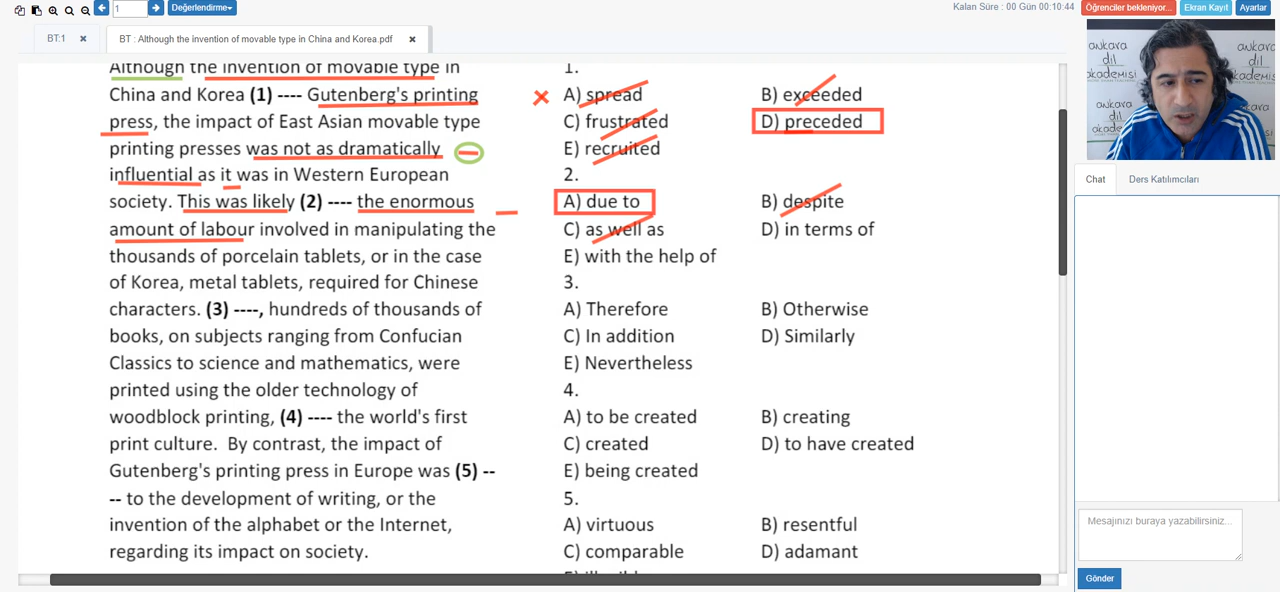 1
Değerlendirme
Kalan Süre : 00 Gün 00:10:44
Öğrenciler bekleniyor...
Ekran Kayıt
Ayarlar
BT:1 ×
BT : Although the invention of movable type in China and Korea.pdf ×
Although the invention of movable type in
China and Korea (1) ---- Gutenberg's printing
press, the impact of East Asian movable type
printing presses was not as dramatically
influential as it was in Western European
society. This was likely (2) ---- the enormous
amount of labour involved in manipulating the
thousands of porcelain tablets, or in the case
of Korea, metal tablets, required for Chinese
characters. (3) ----, hundreds of thousands of
books, on subjects ranging from Confucian
Classics to science and mathematics, were
printed using the older technology of
woodblock printing, (4) ---- the world's first
print culture. By contrast, the impact of
Gutenberg's printing press in Europe was (5) --
-- to the development of writing, or the
invention of the alphabet or the Internet,
regarding its impact on society.
1.
A) spread B) exceeded
C) frustrated D) preceded
E) recruited
2.
A) due to B) despite
C) as well as D) in terms of
E) with the help of
3.
A) Therefore B) Otherwise
C) In addition D) Similarly
E) Nevertheless
4.
A) to be created B) creating
C) created D) to have created
E) being created
5.
A) virtuous B) resentful
C) comparable D) adamant
ankara
dil
akademisi
ankara
dil
akademisi
ankara
dil
Chat
Ders Katılımcıları
Mesajınızı buraya yazabilirsiniz...
Gönder